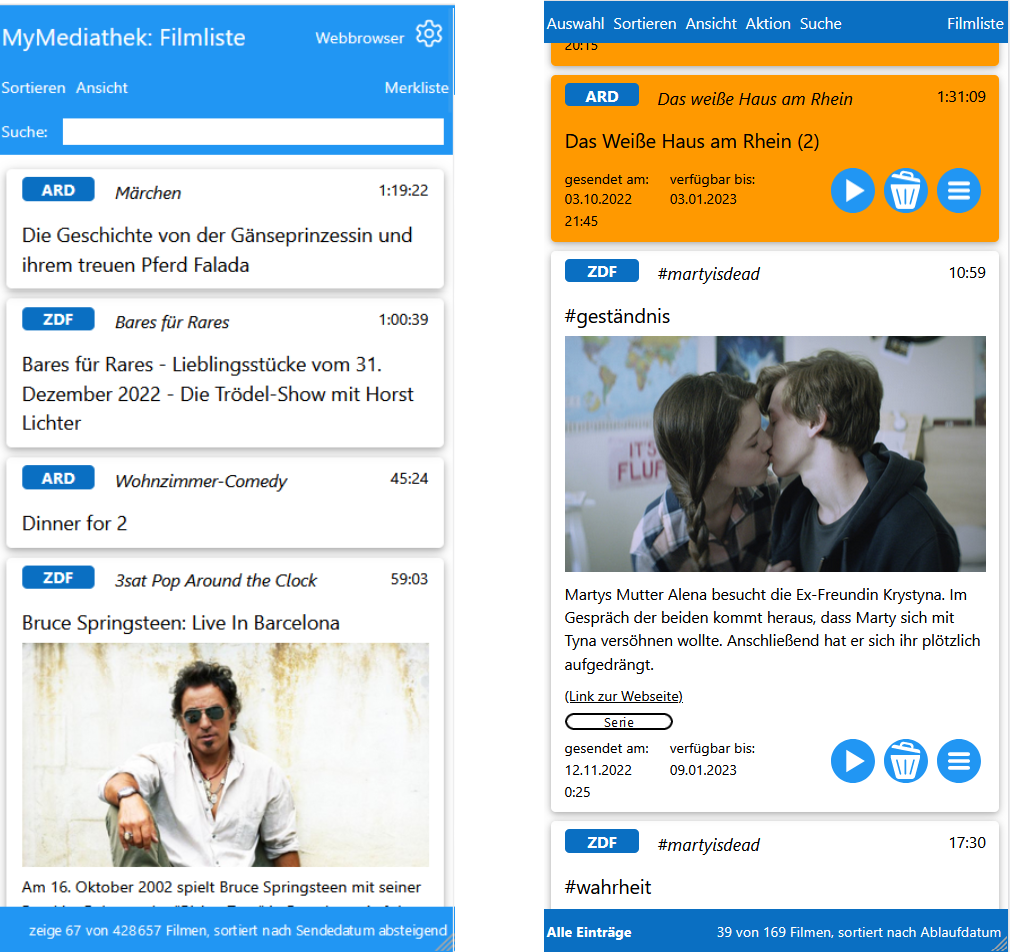 MyMediathek: Filmliste
Webbrowser
Sortieren Ansicht
Merkliste
Suche:
ARD
Märchen
1:19:22
Die Geschichte von der Gänseprinzessin und
ihrem treuen Pferd Falada
ZDF
Bares für Rares
1:00:39
Bares für Rares - Lieblingsstücke vom 31.
Dezember 2022 - Die Trödel-Show mit Horst
Lichter
ARD
Wohnzimmer-Comedy
45:24
Dinner for 2
ZDF
3sat Pop Around the Clock
59:03
Bruce Springsteen: Live In Barcelona
Am 16. Oktober 2002 spielt Bruce Springsteen mit seiner
zeige 67 von 428657 Filmen, sortiert nach Sendedatum absteigend
Auswahl Sortieren Ansicht Aktion Suche
Filmliste
20:15
ARD
Das weiße Haus am Rhein
1:31:09
Das Weiße Haus am Rhein (2)
gesendet am:
03.10.2022
21:45
verfügbar bis:
03.01.2023
ZDF
#martyisdead
10:59
#geständnis
IT'S
FLUF
Martys Mutter Alena besucht die Ex-Freundin Krystyna. Im
Gespräch der beiden kommt heraus, dass Marty sich mit
Tyna versöhnen wollte. Anschließend hat er sich ihr plötzlich
aufgedrängt.
(Link zur Webseite)
Serie
gesendet am:
12.11.2022
0:25
verfügbar bis:
09.01.2023
ZDF
#martyisdead
17:30
#wahrheit
Alle Einträge
39 von 169 Filmen, sortiert nach Ablaufdatum